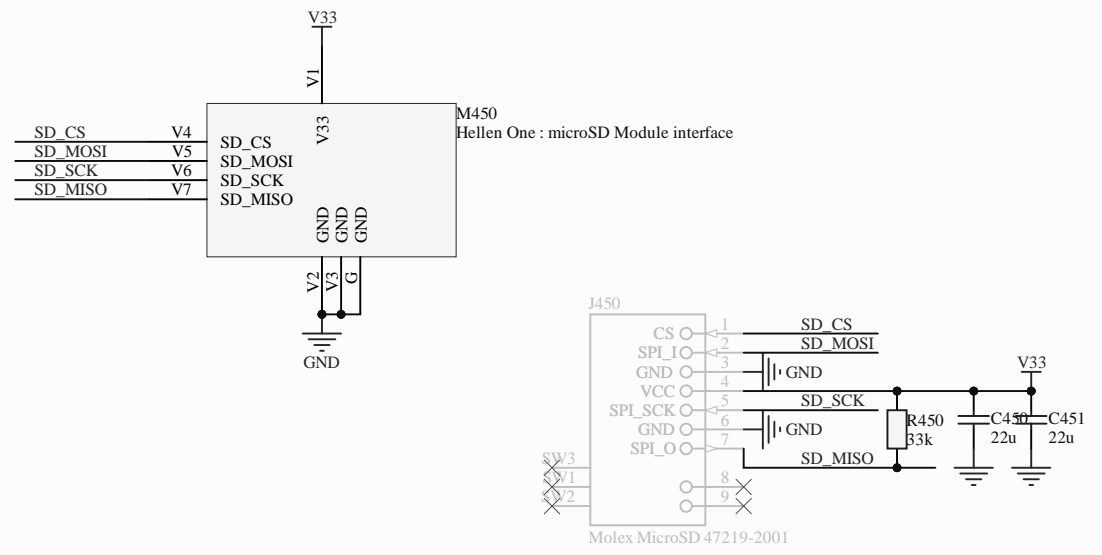 V33
V1
M450
Hellen One : microSD Module interface
V33
SD_CS V4 SD_CS
SD_MOSI V5 SD_MOSI
SD_SCK V6 SD_SCK
SD_MISO V7 SD_MISO
GND GND GND
V2 V3 G
GND
J450
CS 1 SD_CS
SPI_I 2 SD_MOSI
GND 3 GND
VCC 4 V33
SPI_SCK 5 SD_SCK
GND 6 GND
SPI_O 7 SD_MISO
R450
33k
C450
22u
C451
22u
SW3
SW1 8
SW2 9
Molex MicroSD 47219-2001